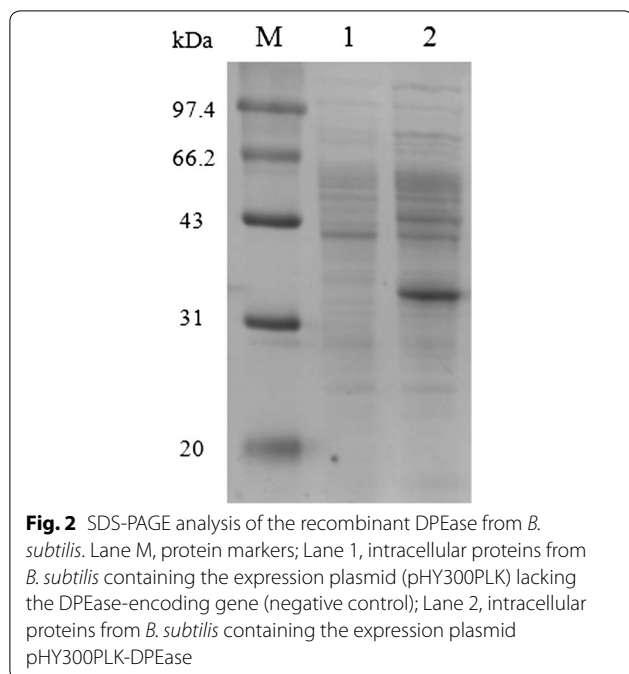 kDa M 1 2
97.4
66.2
43
31
20
Fig. 2 SDS-PAGE analysis of the recombinant DPEase from B.
subtilis. Lane M, protein markers; Lane 1, intracellular proteins from
B. subtilis containing the expression plasmid (pHY300PLK) lacking
the DPEase-encoding gene (negative control); Lane 2, intracellular
proteins from B. subtilis containing the expression plasmid
pHY300PLK-DPEase